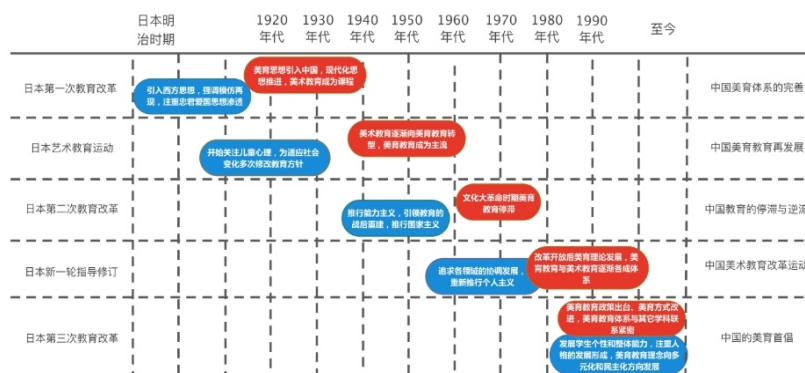 日本明
治时期
1920
年代
1930
年代
1940
年代
1950
年代
1960
年代
1970
年代
1980
年代
1990
年代
至今
日本第一次教育改革
引入西方思想，强调模仿再
现，注重忠君爱国思想渗透
美育思想引入中国，现代化思
想推进，美术教育成为课程
中国美育体系的完善
日本艺术教育运动
开始关注儿童心理，为适应社会
变化多次修改教育方针
美术教育逐渐向美育教育转
型，美育教育成为主流
中国美育教育再发展
日本第二次教育改革
推行能力主义，引领教育的
战后重建，推行国家主义
文化大革命时期美育
教育停滞
中国教育的停滞与逆流
日本新一轮指导修订
追求各领域的协调发展，
重新推行个人主义
改革开放后美育理论发展，美
育教育与美术教育逐渐各成体
系
中国美术教育改革运动
日本第三次教育改革
美育教育政策出台、美育方式改
进，美育教育体系与其它学科联
系紧密
发展学生个性和整体能力，注重人
格的发展形成，美育教育理念向多
元化和民主化方向发展
中国的美育首倡